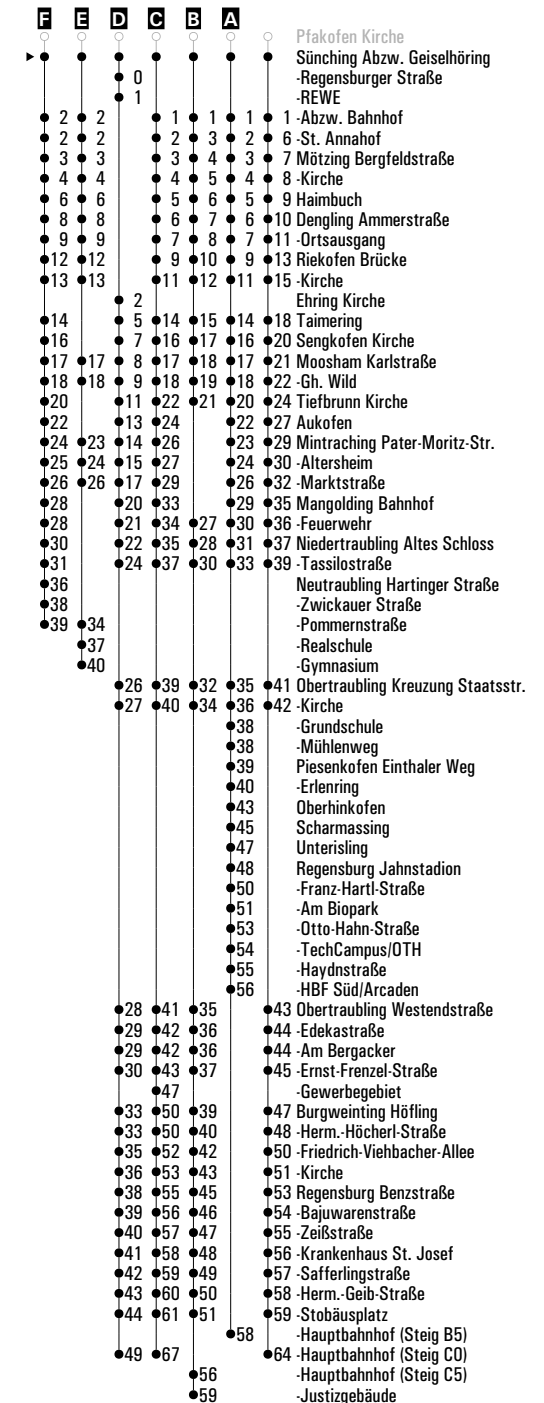 F E D C B A
Pfakofen Kirche
Sünching Abzw. Geiselhöring
0 -Regensburger Straße
1 -REWE
2 2 1 1 1 1 -Abzw. Bahnhof
2 2 2 3 2 6 -St. Annahof
3 3 3 4 3 7 Mötzing Bergfeldstraße
4 4 4 5 4 8 -Kirche
6 6 5 6 5 9 Haimbuch
8 8 6 7 6 10 Dengling Ammerstraße
9 9 7 8 7 11 -Ortsausgang
12 12 9 10 9 13 Riekofen Brücke
13 13 11 12 11 15 -Kirche
2 Ehring Kirche
14 5 14 15 14 18 Taimering
16 7 16 17 16 20 Sengkofen Kirche
17 17 8 17 18 17 21 Moosham Karlstraße
18 18 9 18 19 18 22 -Gh. Wild
20 11 22 21 20 24 Tiefbrunn Kirche
22 13 24 22 27 Aukofen
24 23 14 26 23 29 Mintraching Pater-Moritz-Str.
25 24 15 27 24 30 -Altersheim
26 26 17 29 26 32 -Marktstraße
28 20 33 29 35 Mangolding Bahnhof
28 21 34 27 30 36 -Feuerwehr
30 22 35 28 31 37 Niedertraubling Altes Schloss
31 24 37 30 33 39 -Tassilostraße
36 Neutraubling Hartinger Straße
38 -Zwickauer Straße
39 34 -Pommernstraße
37 -Realschule
40 -Gymnasium
26 39 32 35 41 Obertraubling Kreuzung Staatsstr.
27 40 34 36 42 -Kirche
38 -Grundschule
38 -Mühlenweg
39 Piesenkofen Einthaler Weg
40 -Erlenring
43 Oberhinkofen
45 Scharmassing
47 Unterisling
48 Regensburg Jahnstadion
50 -Franz-Hartl-Straße
51 -Am Biopark
53 -Otto-Hahn-Straße
54 -TechCampus/OTH
55 -Haydnstraße
56 -HBF Süd/Arcaden
28 41 35 43 Obertraubling Westendstraße
29 42 36 44 -Edekastraße
29 42 36 44 -Am Bergacker
30 43 37 45 -Ernst-Frenzel-Straße
47 -Gewerbegebiet
33 50 39 47 Burgweinting Höfling
33 50 40 48 -Herm.-Höcherl-Straße
35 52 42 50 -Friedrich-Viehbacher-Allee
36 53 43 51 -Kirche
38 55 45 53 Regensburg Benzstraße
39 56 46 54 -Bajuwarenstraße
40 57 47 55 -Zeißstraße
41 58 48 56 -Krankenhaus St. Josef
42 59 49 57 -Safferlingstraße
43 60 50 58 -Herm.-Geib-Straße
44 61 51 59 -Stobäusplatz
58 -Hauptbahnhof (Steig B5)
49 67 64 -Hauptbahnhof (Steig C0)
56 -Hauptbahnhof (Steig C5)
59 -Justizgebäude